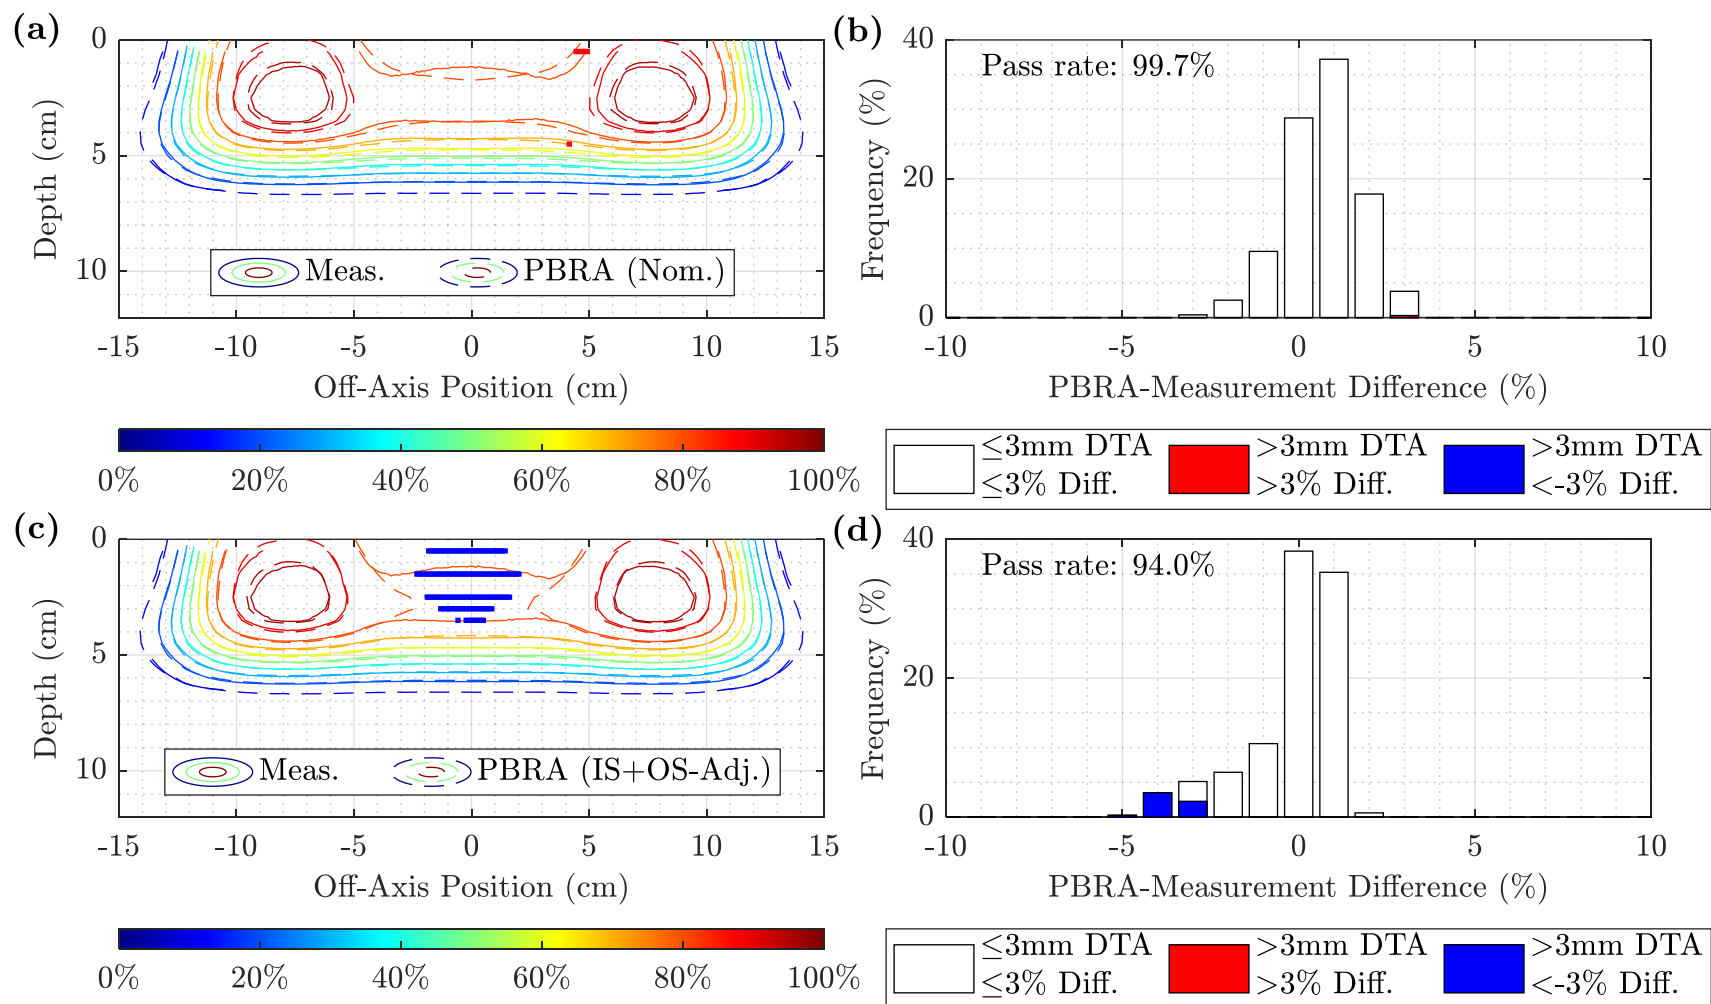 (a)
0
5
10
Depth (cm)
Meas.
PBRA (Nom.)
-15 -10 -5 0 5 10 15
Off-Axis Position (cm)
0% 20% 40% 60% 80% 100%
(b)
40
20
0
Frequency (%)
Pass rate: 99.7%
-10 -5 0 5 10
PBRA-Measurement Difference (%)
≤3mm DTA >3mm DTA >3mm DTA
≤3% Diff. >3% Diff. <-3% Diff.
(c)
0
5
10
Depth (cm)
Meas.
PBRA (IS+OS-Adj.)
-15 -10 -5 0 5 10 15
Off-Axis Position (cm)
0% 20% 40% 60% 80% 100%
(d)
40
20
0
Frequency (%)
Pass rate: 94.0%
-10 -5 0 5 10
PBRA-Measurement Difference (%)
≤3mm DTA >3mm DTA >3mm DTA
≤3% Diff. >3% Diff. <-3% Diff.